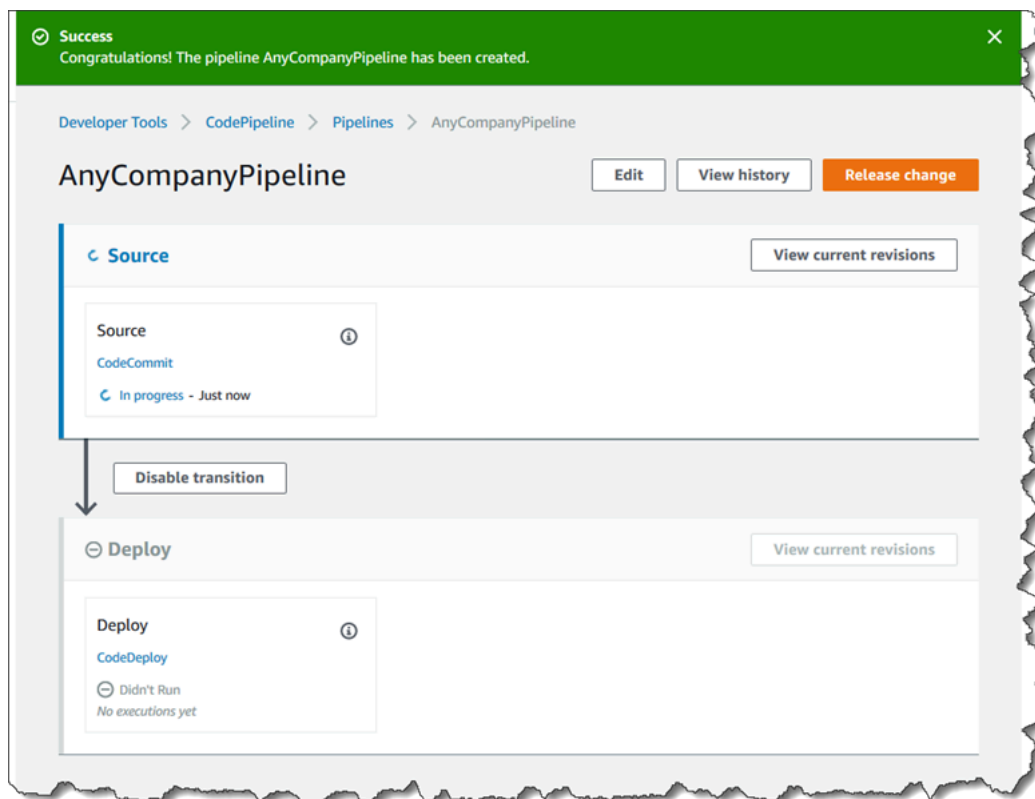 Success
Congratulations! The pipeline AnyCompanyPipeline has been created.
Developer Tools > CodePipeline > Pipelines > AnyCompanyPipeline
AnyCompanyPipeline
Edit
View history
Release change
Source
View current revisions
Source
CodeCommit
In progress - Just now
Disable transition
Deploy
View current revisions
Deploy
CodeDeploy
Didn't Run
No executions yet